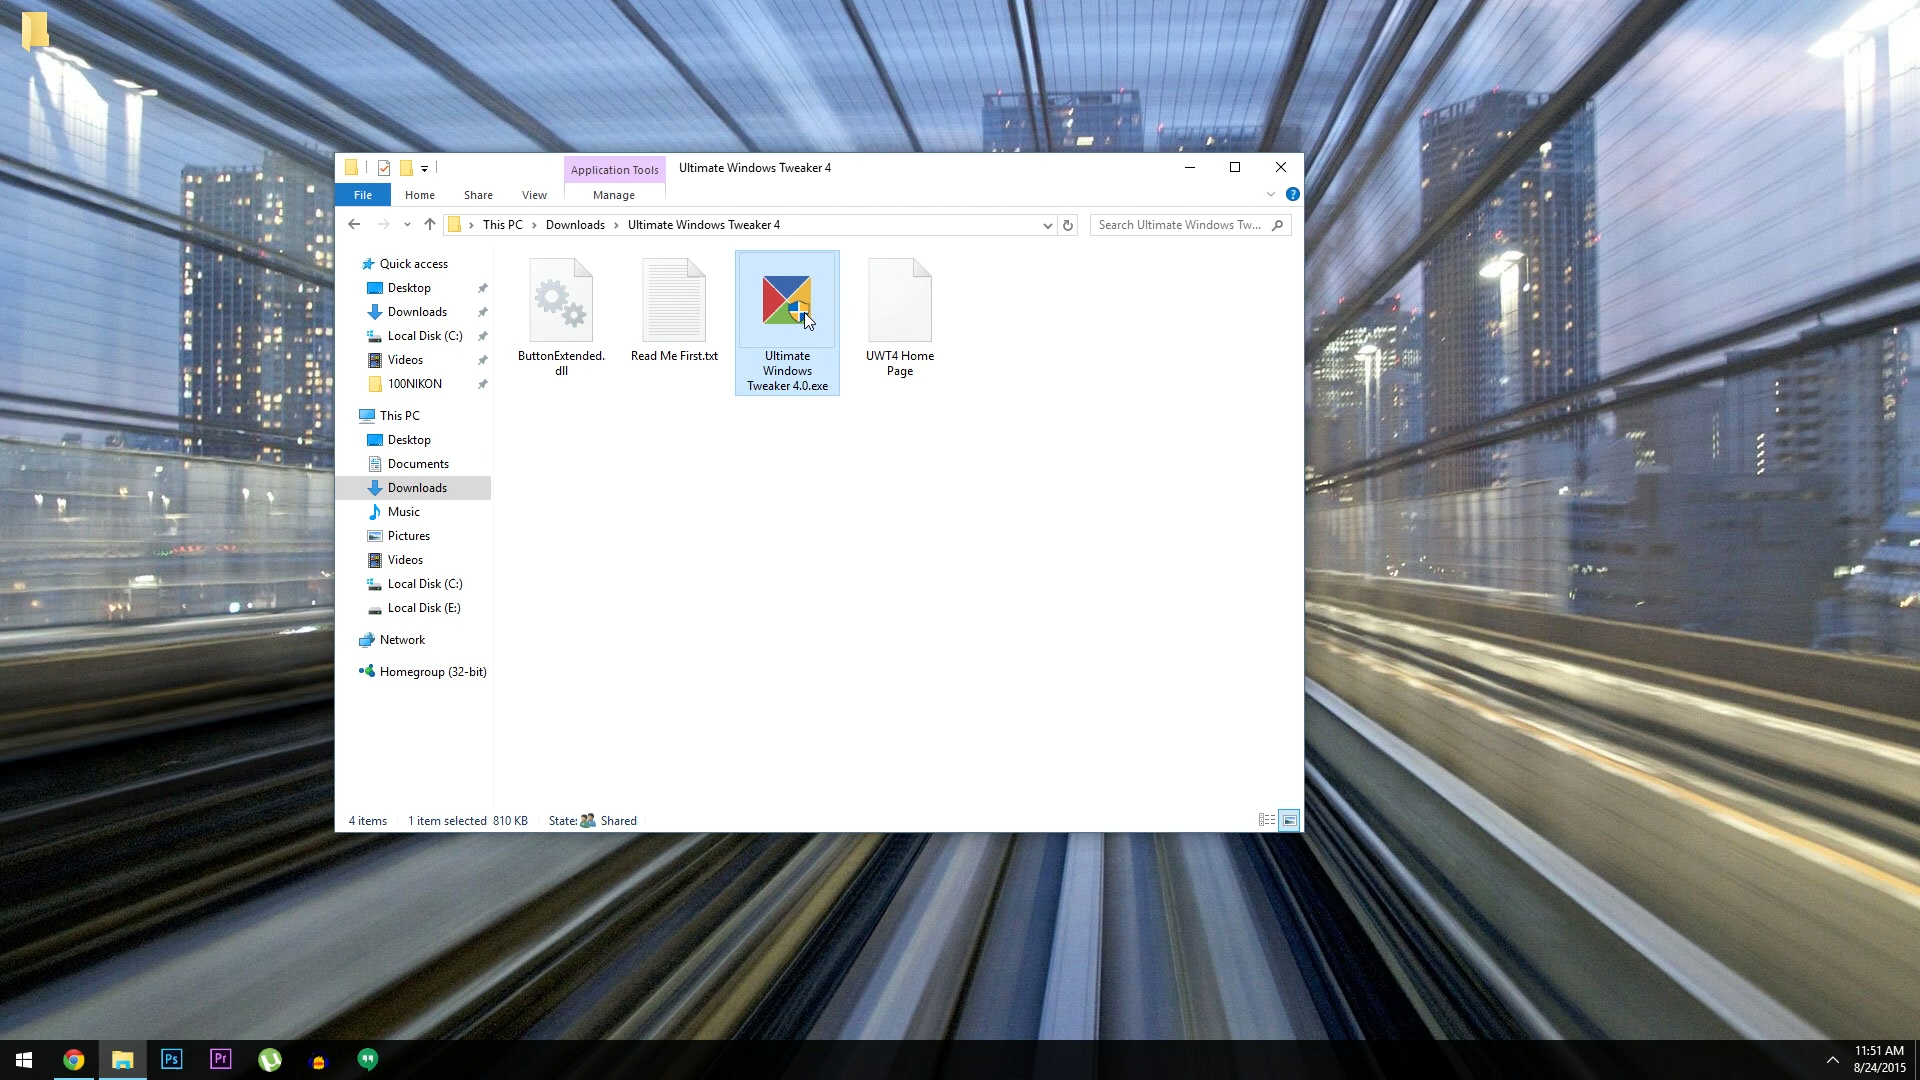 Application Tools
Ultimate Windows Tweaker 4
File
Home
Share
View
Manage
?
This PC
Downloads
Ultimate Windows Tweaker 4
Search Ultimate Windows Tw...
Quick access
Desktop
Downloads
Local Disk (C:)
Videos
100NIKON
This PC
Desktop
Documents
Downloads
Music
Pictures
Videos
Local Disk (C:)
Local Disk (E:)
Network
Homegroup (32-bit)
ButtonExtended.
dll
Read Me First.txt
Ultimate
Windows
Tweaker 4.0.exe
UWT4 Home
Page
4 items
1 item selected 810 KB
State:
Shared
Ps
Pr
11:51 AM
8/24/2015